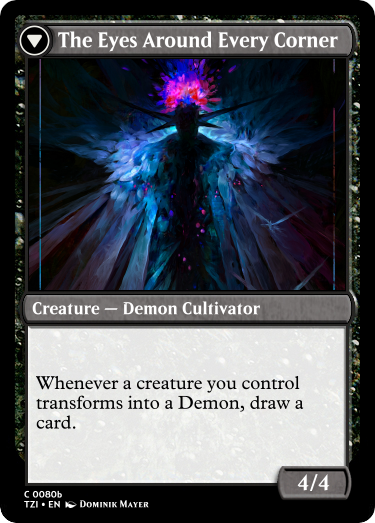 The Eyes Around Every Corner
Creature — Demon Cultivator
Whenever a creature you control
transforms into a Demon, draw a
card.
4/4
C 0080b
TZI • EN Dominik Mayer